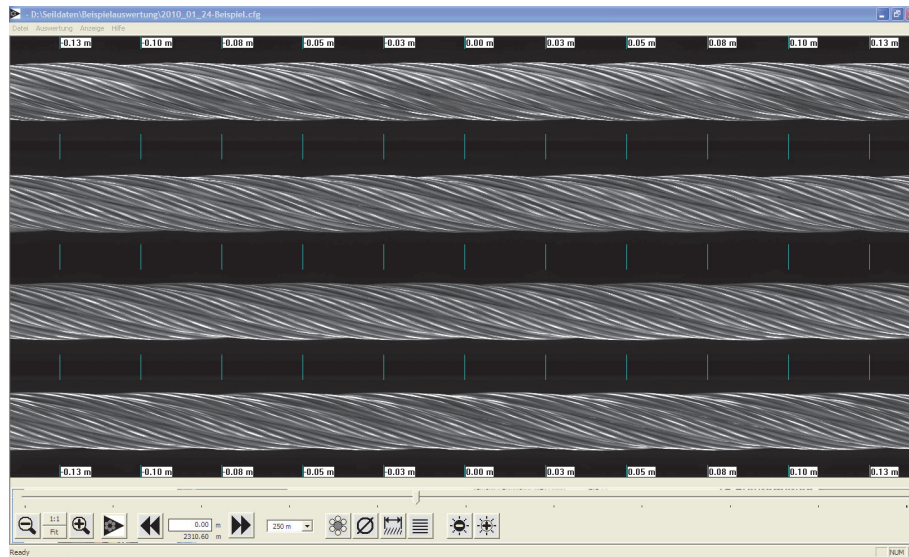 - D:\Seildaten\Beispielauswertung\2010_01_24-Beispiel.cfg
Datei Auswertung Anzeige Hilfe
-0.13 m -0.10 m -0.08 m -0.05 m -0.03 m 0.00 m 0.03 m 0.05 m 0.08 m 0.10 m 0.13 m
-0.13 m -0.10 m -0.08 m -0.05 m -0.03 m 0.00 m 0.03 m 0.05 m 0.08 m 0.10 m 0.13 m
1:1
Fit
0.00 m
2310.60 m
250 m
Ready
NUM